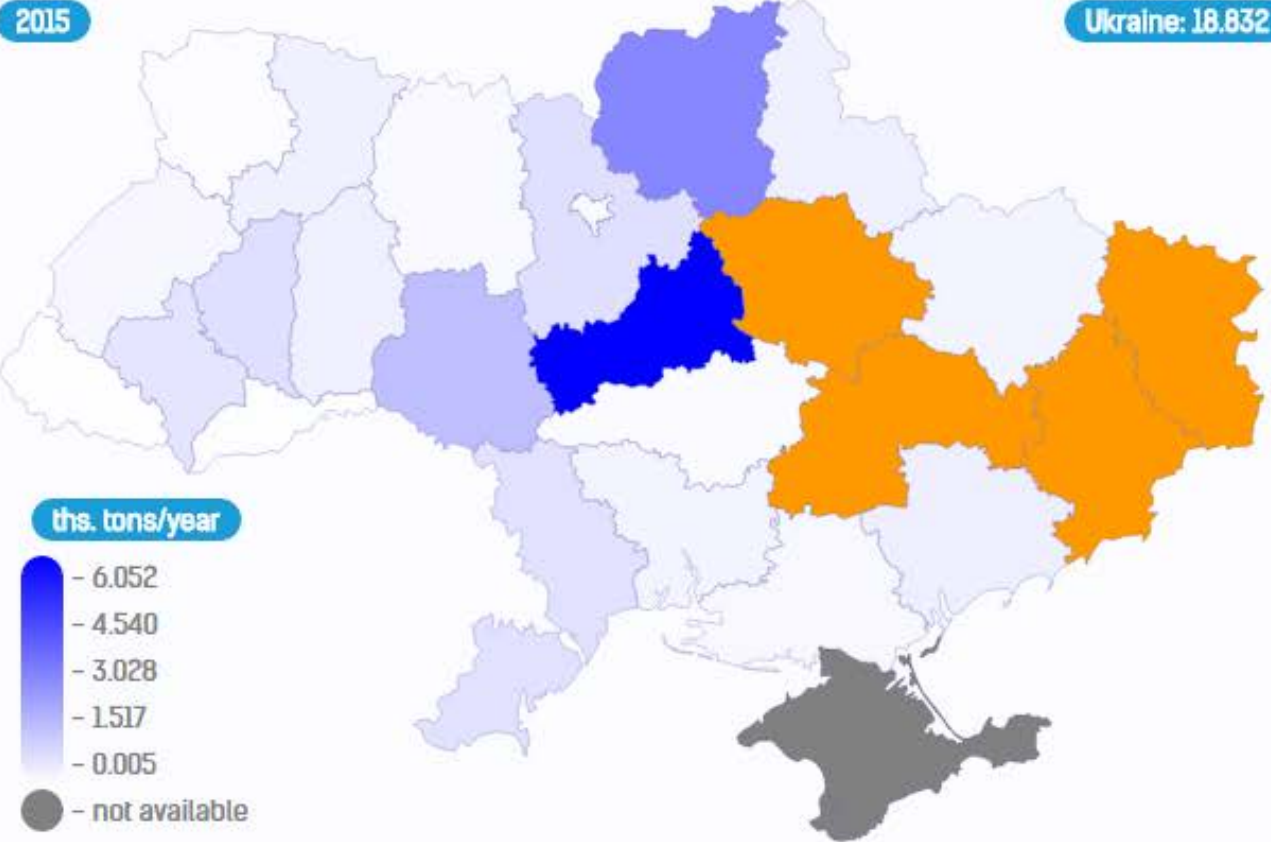 2015
Ukraine: 18.832
ths. tons/year
- 6.052
- 4.540
- 3.028
- 1.517
- 0.005
- not available